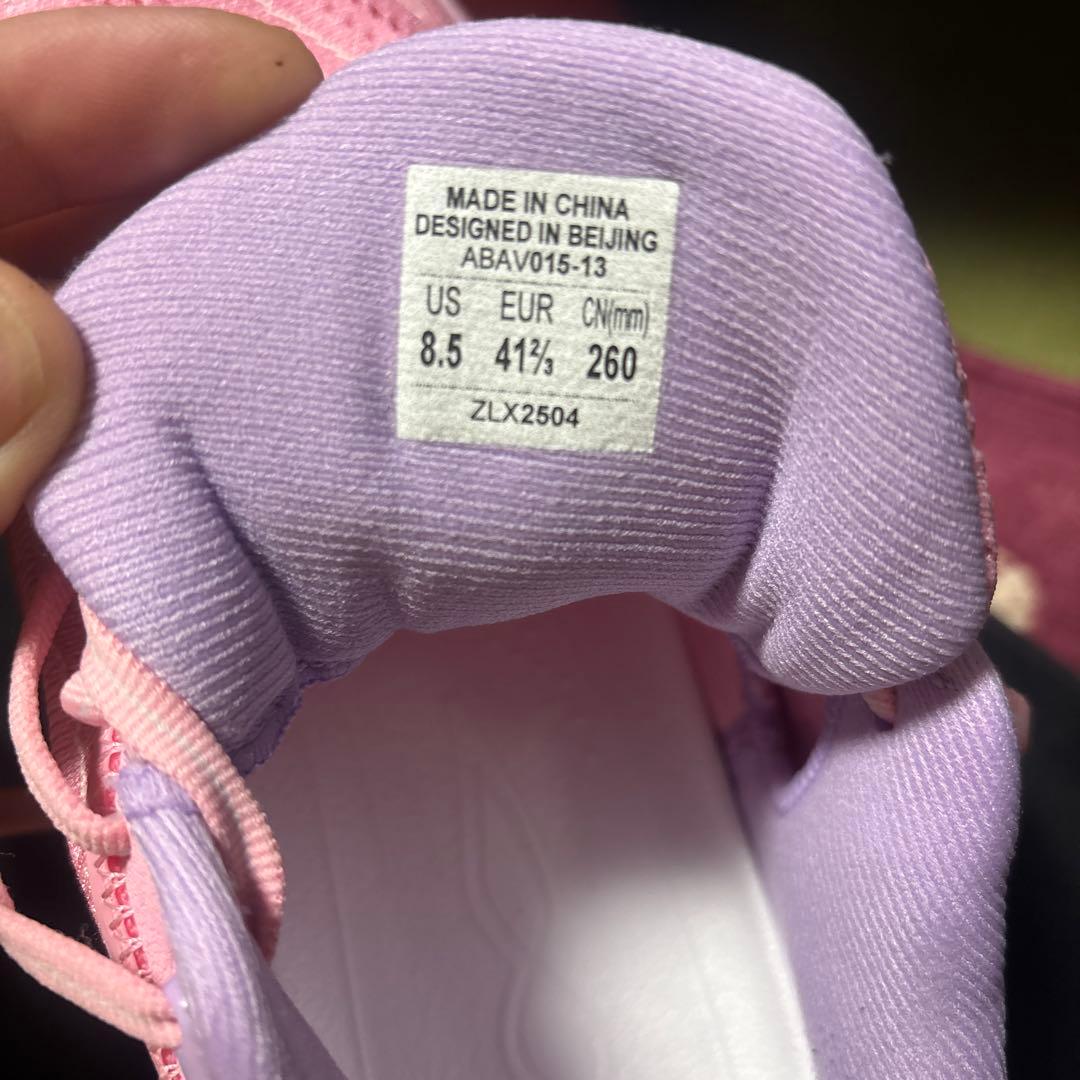 MADE IN CHINA
DESIGNED IN BEIJING
ABAV015-13
US EUR CN(mm)
8.5 41⅔ 260
ZLX2504